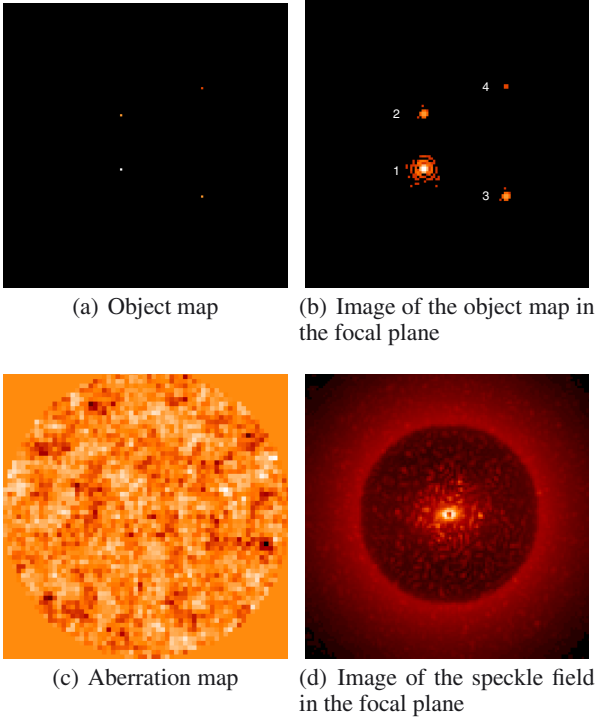 4
2
1
3
(a) Object map
(b) Image of the object map in
the focal plane
(c) Aberration map
(d) Image of the speckle field
in the focal plane